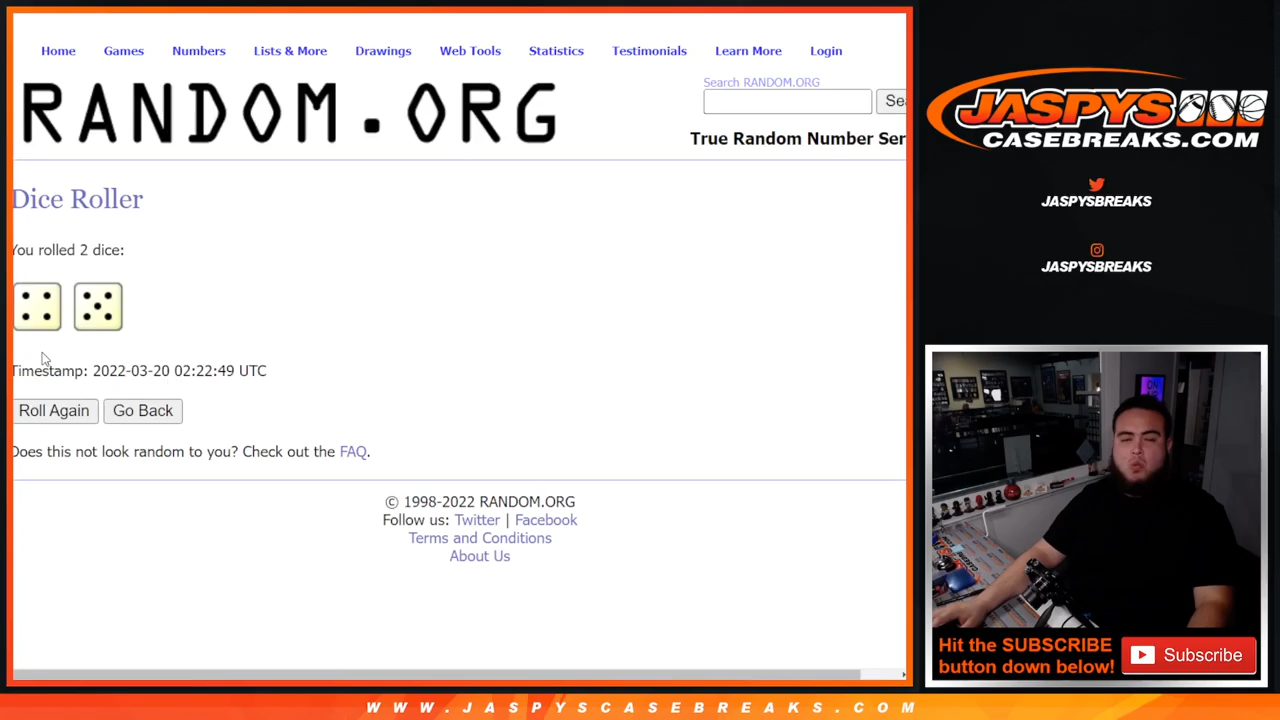 Home Games Numbers Lists & More Drawings Web Tools Statistics Testimonials Learn More Login
RANDOM.ORG
Search RANDOM.ORG
Sea
True Random Number Ser
Dice Roller
You rolled 2 dice:
Timestamp: 2022-03-20 02:22:49 UTC
Roll Again Go Back
Does this not look random to you? Check out the FAQ.
© 1998-2022 RANDOM.ORG
Follow us: Twitter | Facebook
Terms and Conditions
About Us
JASPYS
CASEBREAKS.COM
JASPYSBREAKS
JASPYSBREAKS
Hit the SUBSCRIBE
button down below!
Subscribe
WWW.JASPYSCASEBREAKS.COM